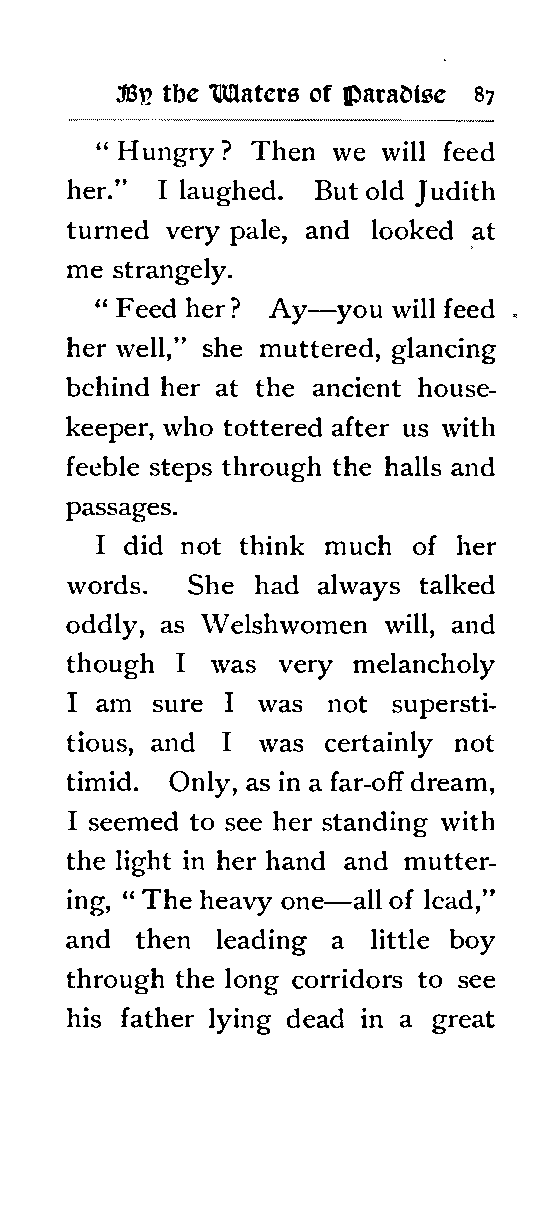 By the Waters of Paradise 87
“ Hungry? Then we will feed
her.” I laughed. But old Judith
turned very pale, and looked at
me strangely.
“ Feed her? Ay—you will feed
her well,” she muttered, glancing
behind her at the ancient house-
keeper, who tottered after us with
feeble steps through the halls and
passages.
I did not think much of her
words. She had always talked
oddly, as Welshwomen will, and
though I was very melancholy
I am sure I was not supersti-
tious, and I was certainly not
timid. Only, as in a far-off dream,
I seemed to see her standing with
the light in her hand and mutter-
ing, “ The heavy one—all of lead,”
and then leading a little boy
through the long corridors to see
his father lying dead in a great